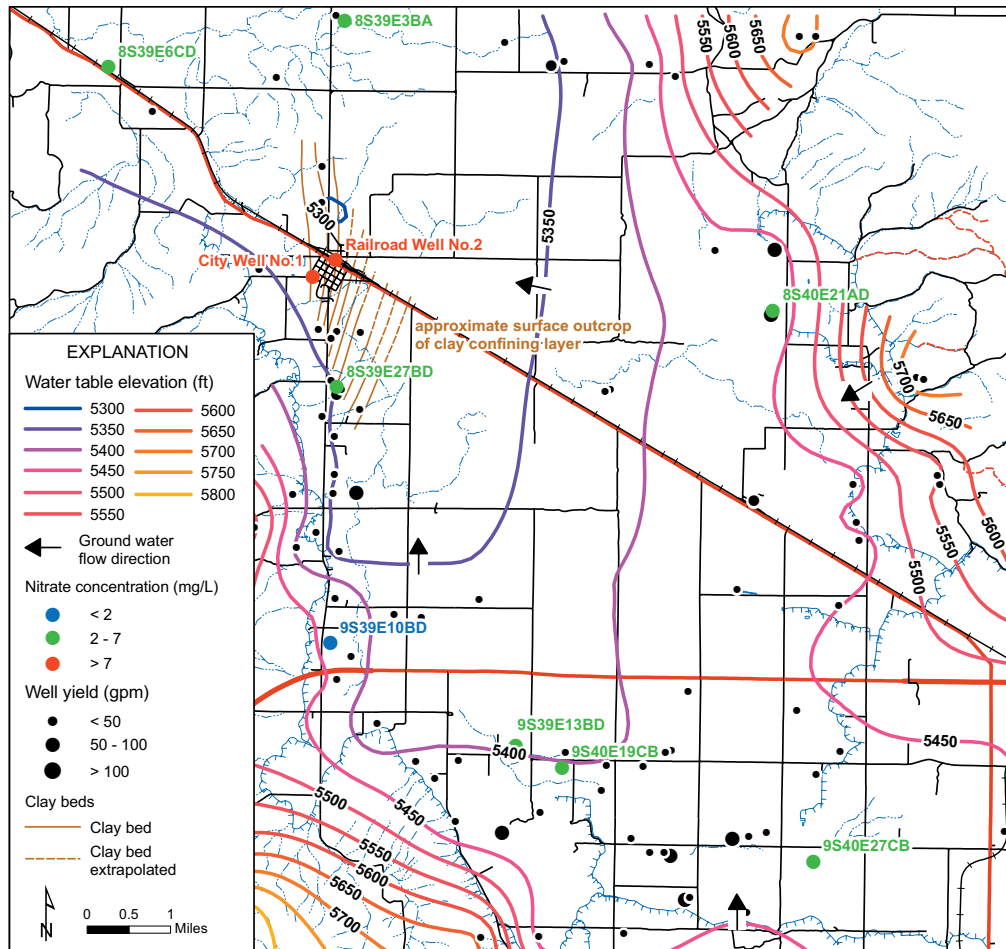 8S39E3BA
8S39E6CD
5550
5600
5650
5300
5350
Railroad Well No.2
City Well No.1
8S40E21AD
approximate surface outcrop
of clay confining layer
8S39E27BD
5700
5650
5600
5550
5500
9S39E10BD
9S39E13BD
5400
9S40E19CB
5450
5500
5450
5550
5600
5650
5700
9S40E27CB
EXPLANATION
Water table elevation (ft)
5300
5350
5400
5450
5500
5550
5600
5650
5700
5750
5800
Ground water
flow direction
Nitrate concentration (mg/L)
< 2
2 - 7
> 7
Well yield (gpm)
< 50
50 - 100
> 100
Clay beds
Clay bed
Clay bed
extrapolated
N
0 0.5 1
Miles